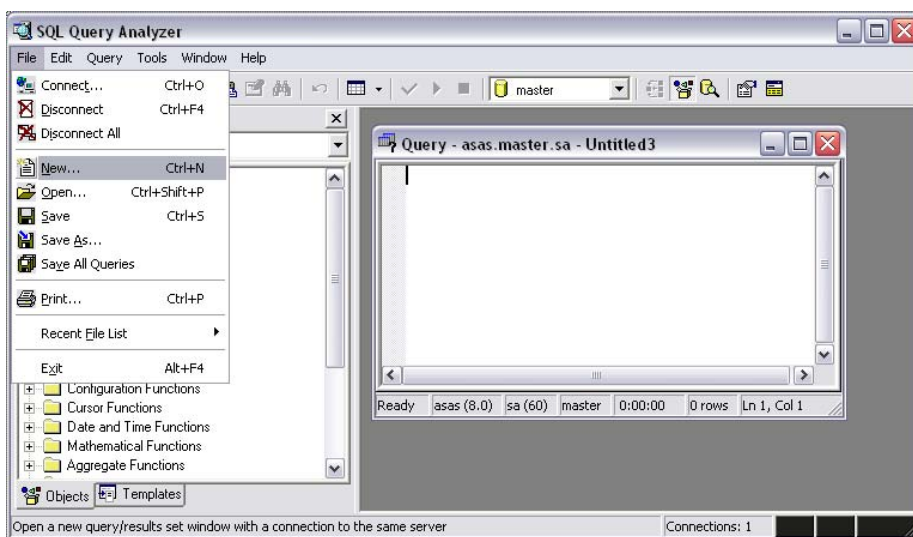 SQL Query Analyzer
File Edit Query Tools Window Help
master
Connect... Ctrl+O
Disconnect Ctrl+F4
Disconnect All
New... Ctrl+N
Open... Ctrl+Shift+P
Save Ctrl+S
Save As...
Save All Queries
Print... Ctrl+P
Recent File List
Exit Alt+F4
Configuration Functions
Cursor Functions
Date and Time Functions
Mathematical Functions
Aggregate Functions
Objects Templates
Query - asas.master.sa - Untitled3
Ready asas (8.0) sa (60) master 0:00:00 0 rows Ln 1, Col 1
Open a new query/results set window with a connection to the same server Connections: 1